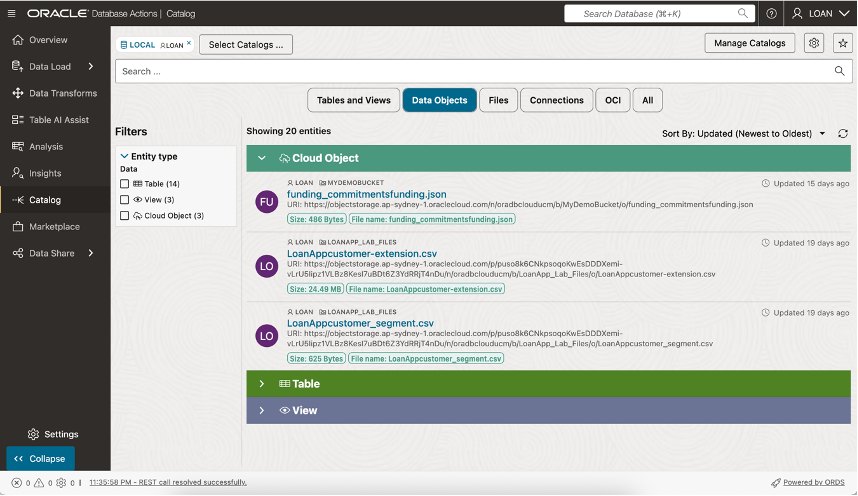 ORACLE Database Actions | Catalog
Search Database (⌘+K)
LOAN
Overview
Data Load
Data Transforms
Table AI Assist
Analysis
Insights
Catalog
Marketplace
Data Share
Settings
Collapse
LOCAL LOAN ×
Select Catalogs ...
Manage Catalogs
Search ...
Tables and Views
Data Objects
Files
Connections
OCI
All
Filters
Entity type
Data
Table (14)
View (3)
Cloud Object (3)
Showing 20 entities
Sort By: Updated (Newest to Oldest)
Cloud Object
FU
LOAN MYDEMOBUCKET
Updated 15 days ago
funding_commitmentsfunding.json
URI: https://objectstorage.ap-sydney-1.oraclecloud.com/n/oradbclouducm/b/MyDemoBucket/o/funding_commitmentsfunding.json
Size: 486 Bytes
File name: funding_commitmentsfunding.json
LO
LOAN LOANAPP_LAB_FILES
Updated 19 days ago
LoanAppcustomer-extension.csv
URI: https://objectstorage.ap-sydney-1.oraclecloud.com/p/puso8k6CNkpsoqoKwEsDDDXemi-
vLrU5lipz1VLBz8KesI7uBDt6Z3YdRRjT4nDu/n/oradbclouducm/b/LoanApp_Lab_Files/o/LoanAppcustomer-extension.csv
Size: 24.49 MB
File name: LoanAppcustomer-extension.csv
LO
LOAN LOANAPP_LAB_FILES
Updated 19 days ago
LoanAppcustomer_segment.csv
URI: https://objectstorage.ap-sydney-1.oraclecloud.com/p/puso8k6CNkpsoqoKwEsDDDXemi-
vLrU5lipz1VLBz8KesI7uBDt6Z3YdRRjT4nDu/n/oradbclouducm/b/LoanApp_Lab_Files/o/LoanAppcustomer_segment.csv
Size: 625 Bytes
File name: LoanAppcustomer_segment.csv
Table
View
0 0 0 | 11:35:58 PM - REST call resolved successfully.
Powered by ORDS